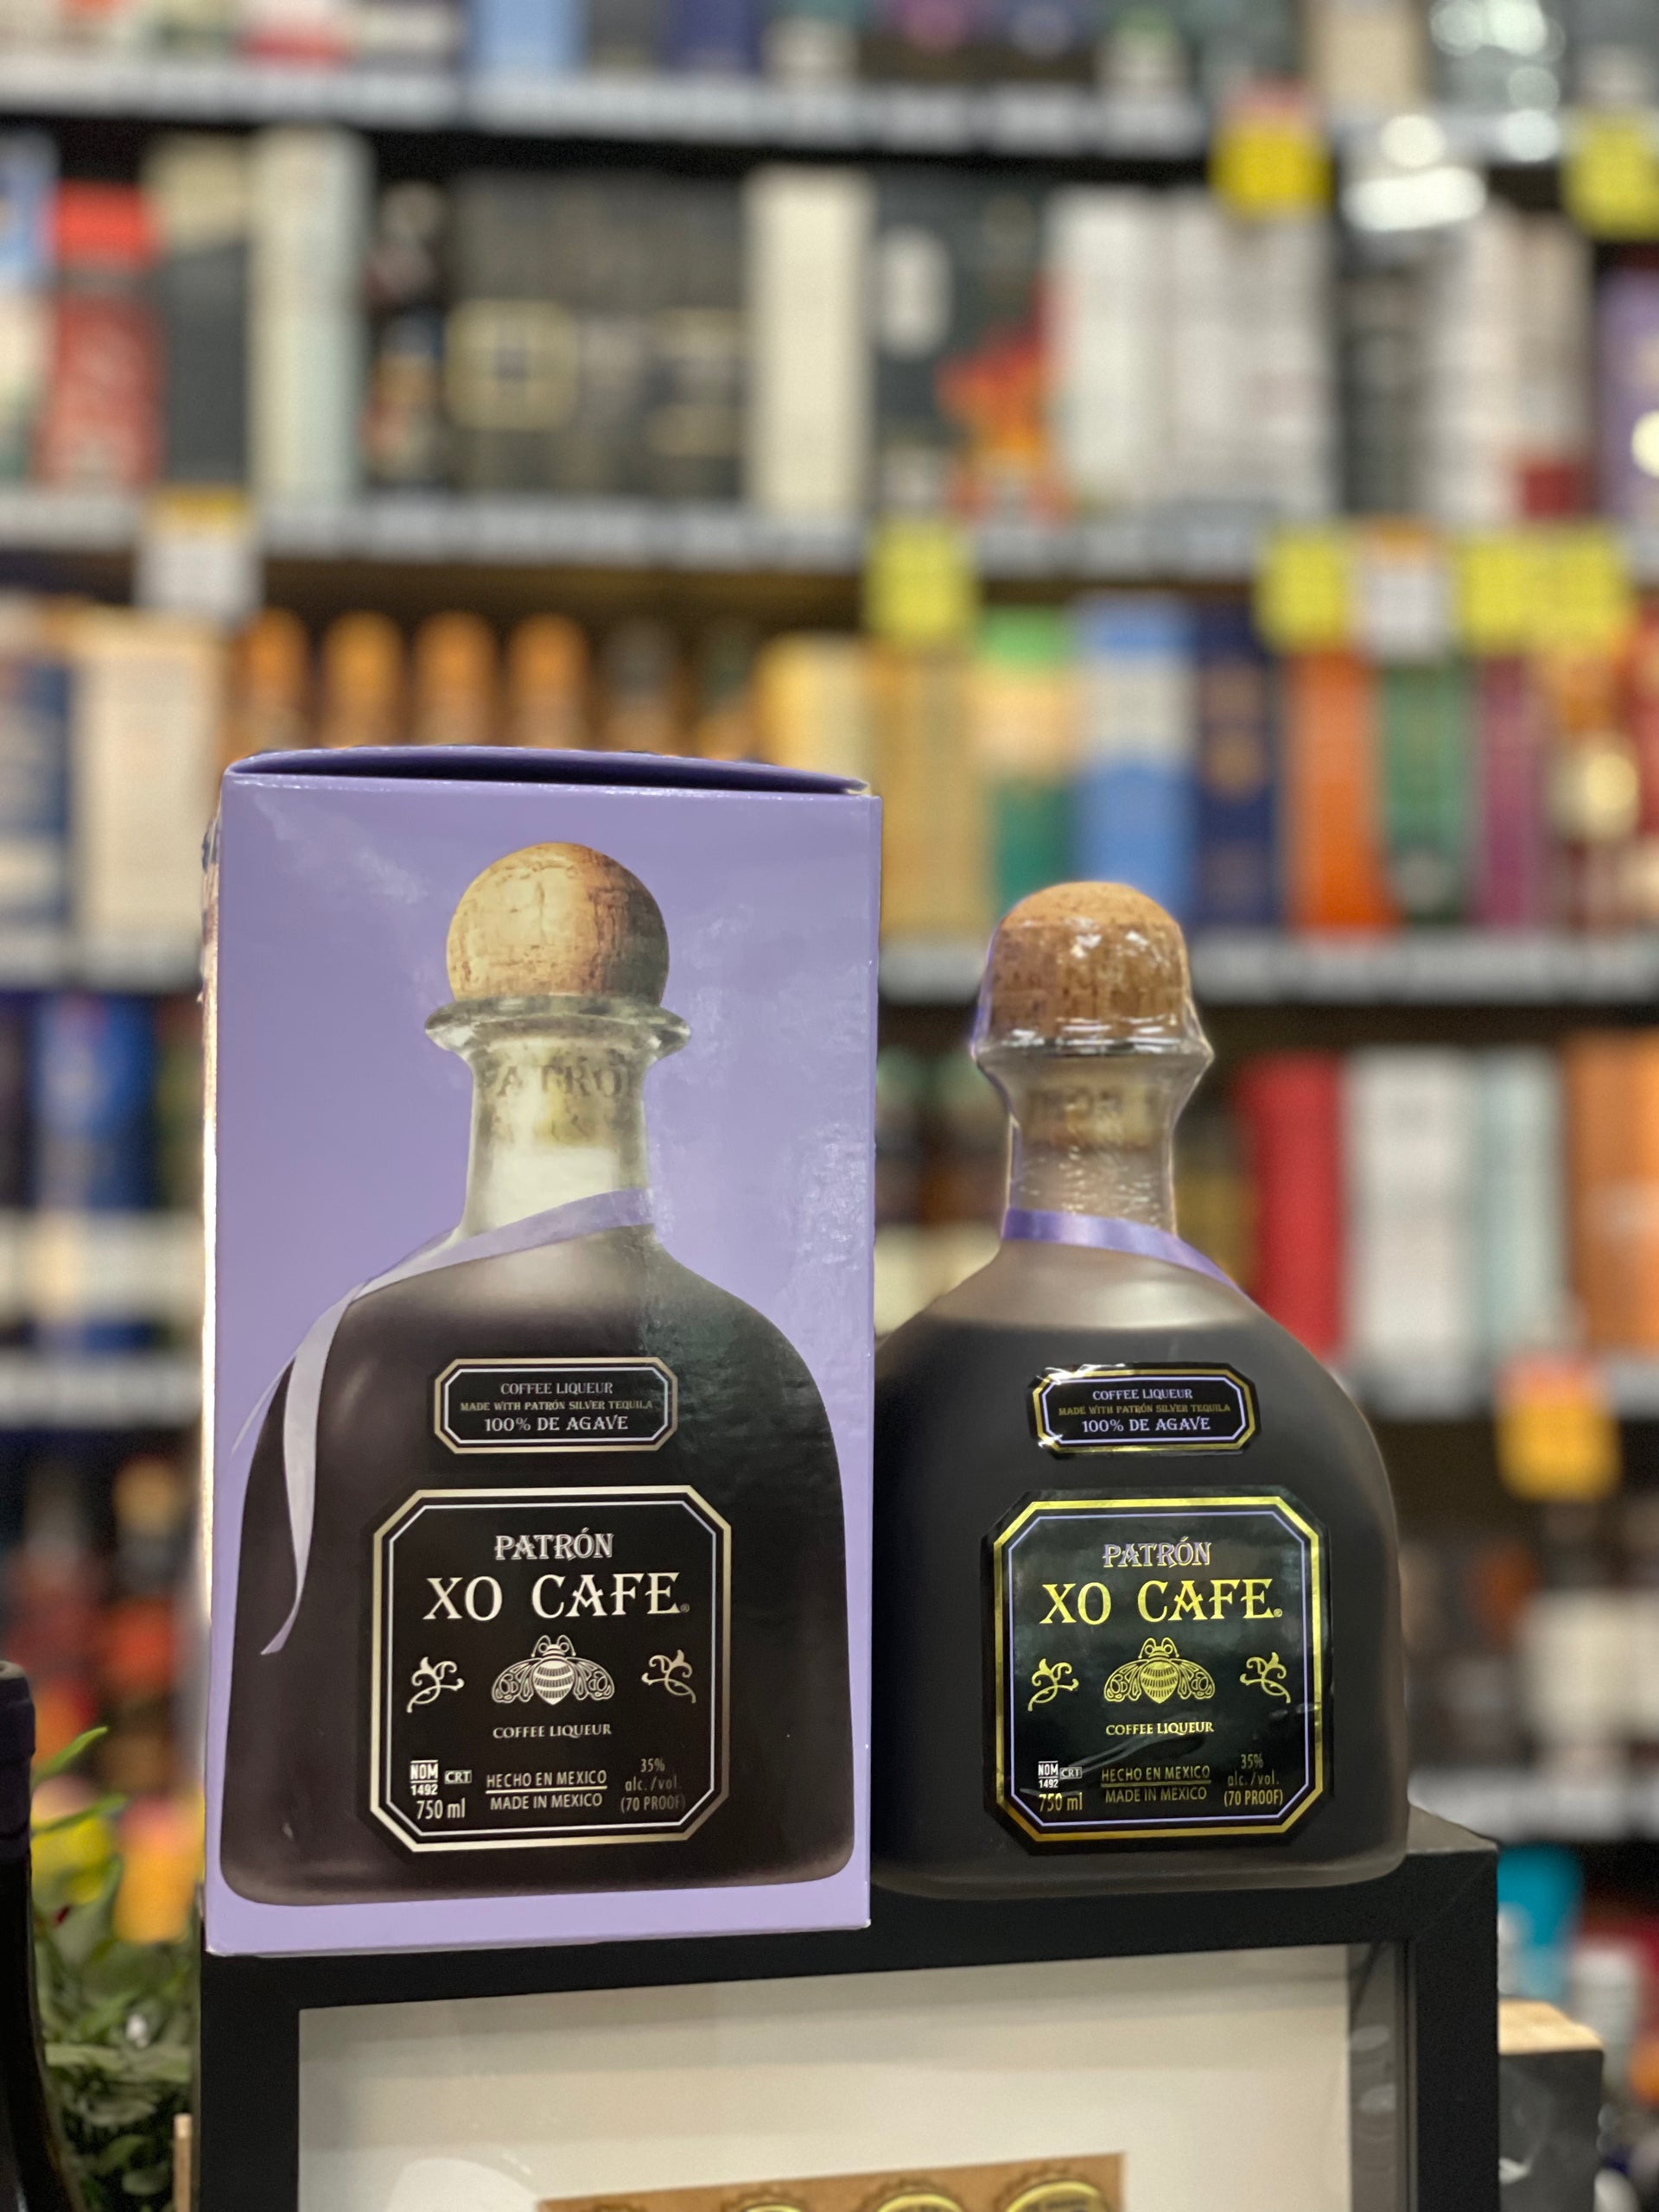 PATRÓ
COFFEE LIQUEUR
MADE WITH PATRÓN SILVER TEQUILA
100% DE AGAVE
PATRÓN
XO CAFE®
COFFEE LIQUEUR
NOM
1492
CRT
750 ml
HECHO EN MEXICO
MADE IN MEXICO
35%
alc./vol.
(70 PROOF)
COFFEE LIQUEUR
MADE WITH PATRÓN SILVER TEQUILA
100% DE AGAVE
PATRÓN
XO CAFE®
COFFEE LIQUEUR
NOM
1492
CRT
750 ml
HECHO EN MEXICO
MADE IN MEXICO
35%
alc./vol.
(70 PROOF)